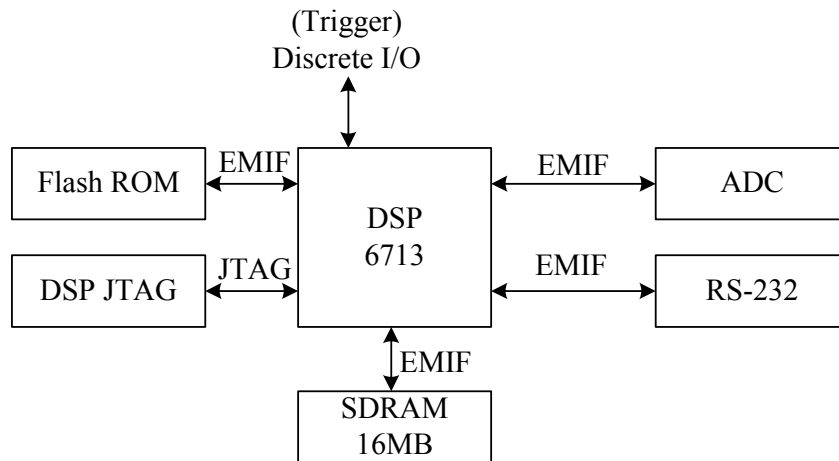 (Trigger)
Discrete I/O
Flash ROM
EMIF
DSP
6713
EMIF
ADC
DSP JTAG
JTAG
EMIF
RS-232
EMIF
SDRAM
16MB